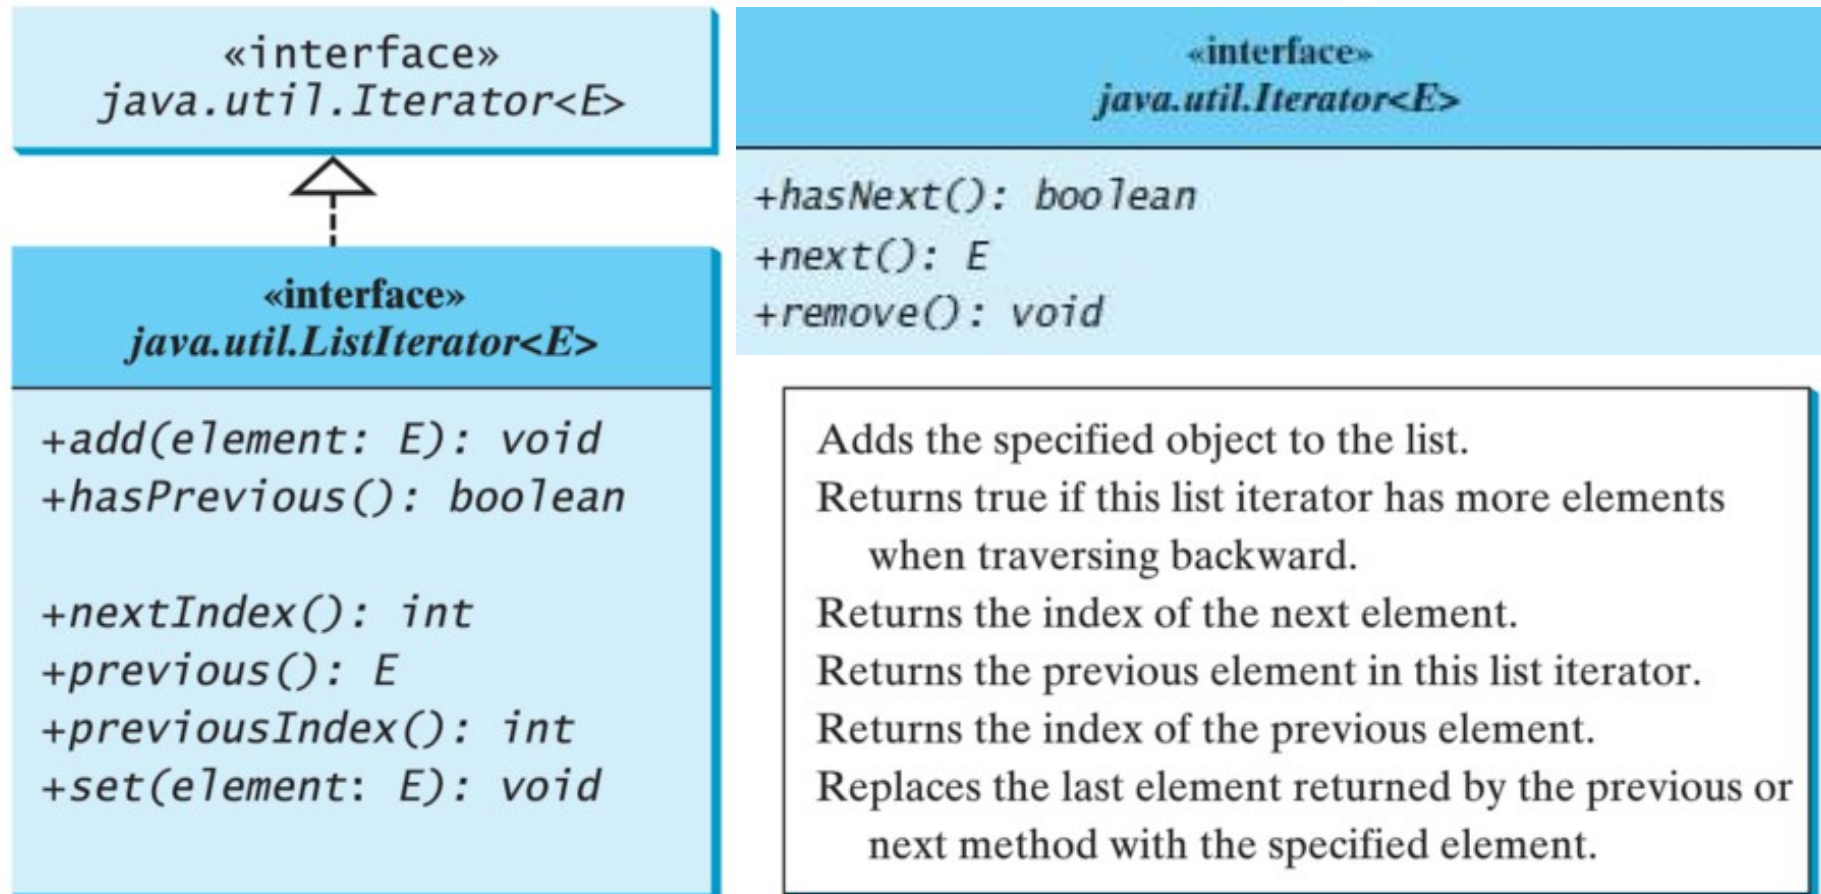 «interface»
java.util.Iterator<E>
«interface»
java.util.ListIterator<E>
+add(element: E): void
+hasPrevious(): boolean
+nextIndex(): int
+previous(): E
+previousIndex(): int
+set(element: E): void
«interface»
java.util.Iterator<E>
+hasNext(): boolean
+next(): E
+remove(): void
Adds the specified object to the list.
Returns true if this list iterator has more elements
when traversing backward.
Returns the index of the next element.
Returns the previous element in this list iterator.
Returns the index of the previous element.
Replaces the last element returned by the previous or
next method with the specified element.